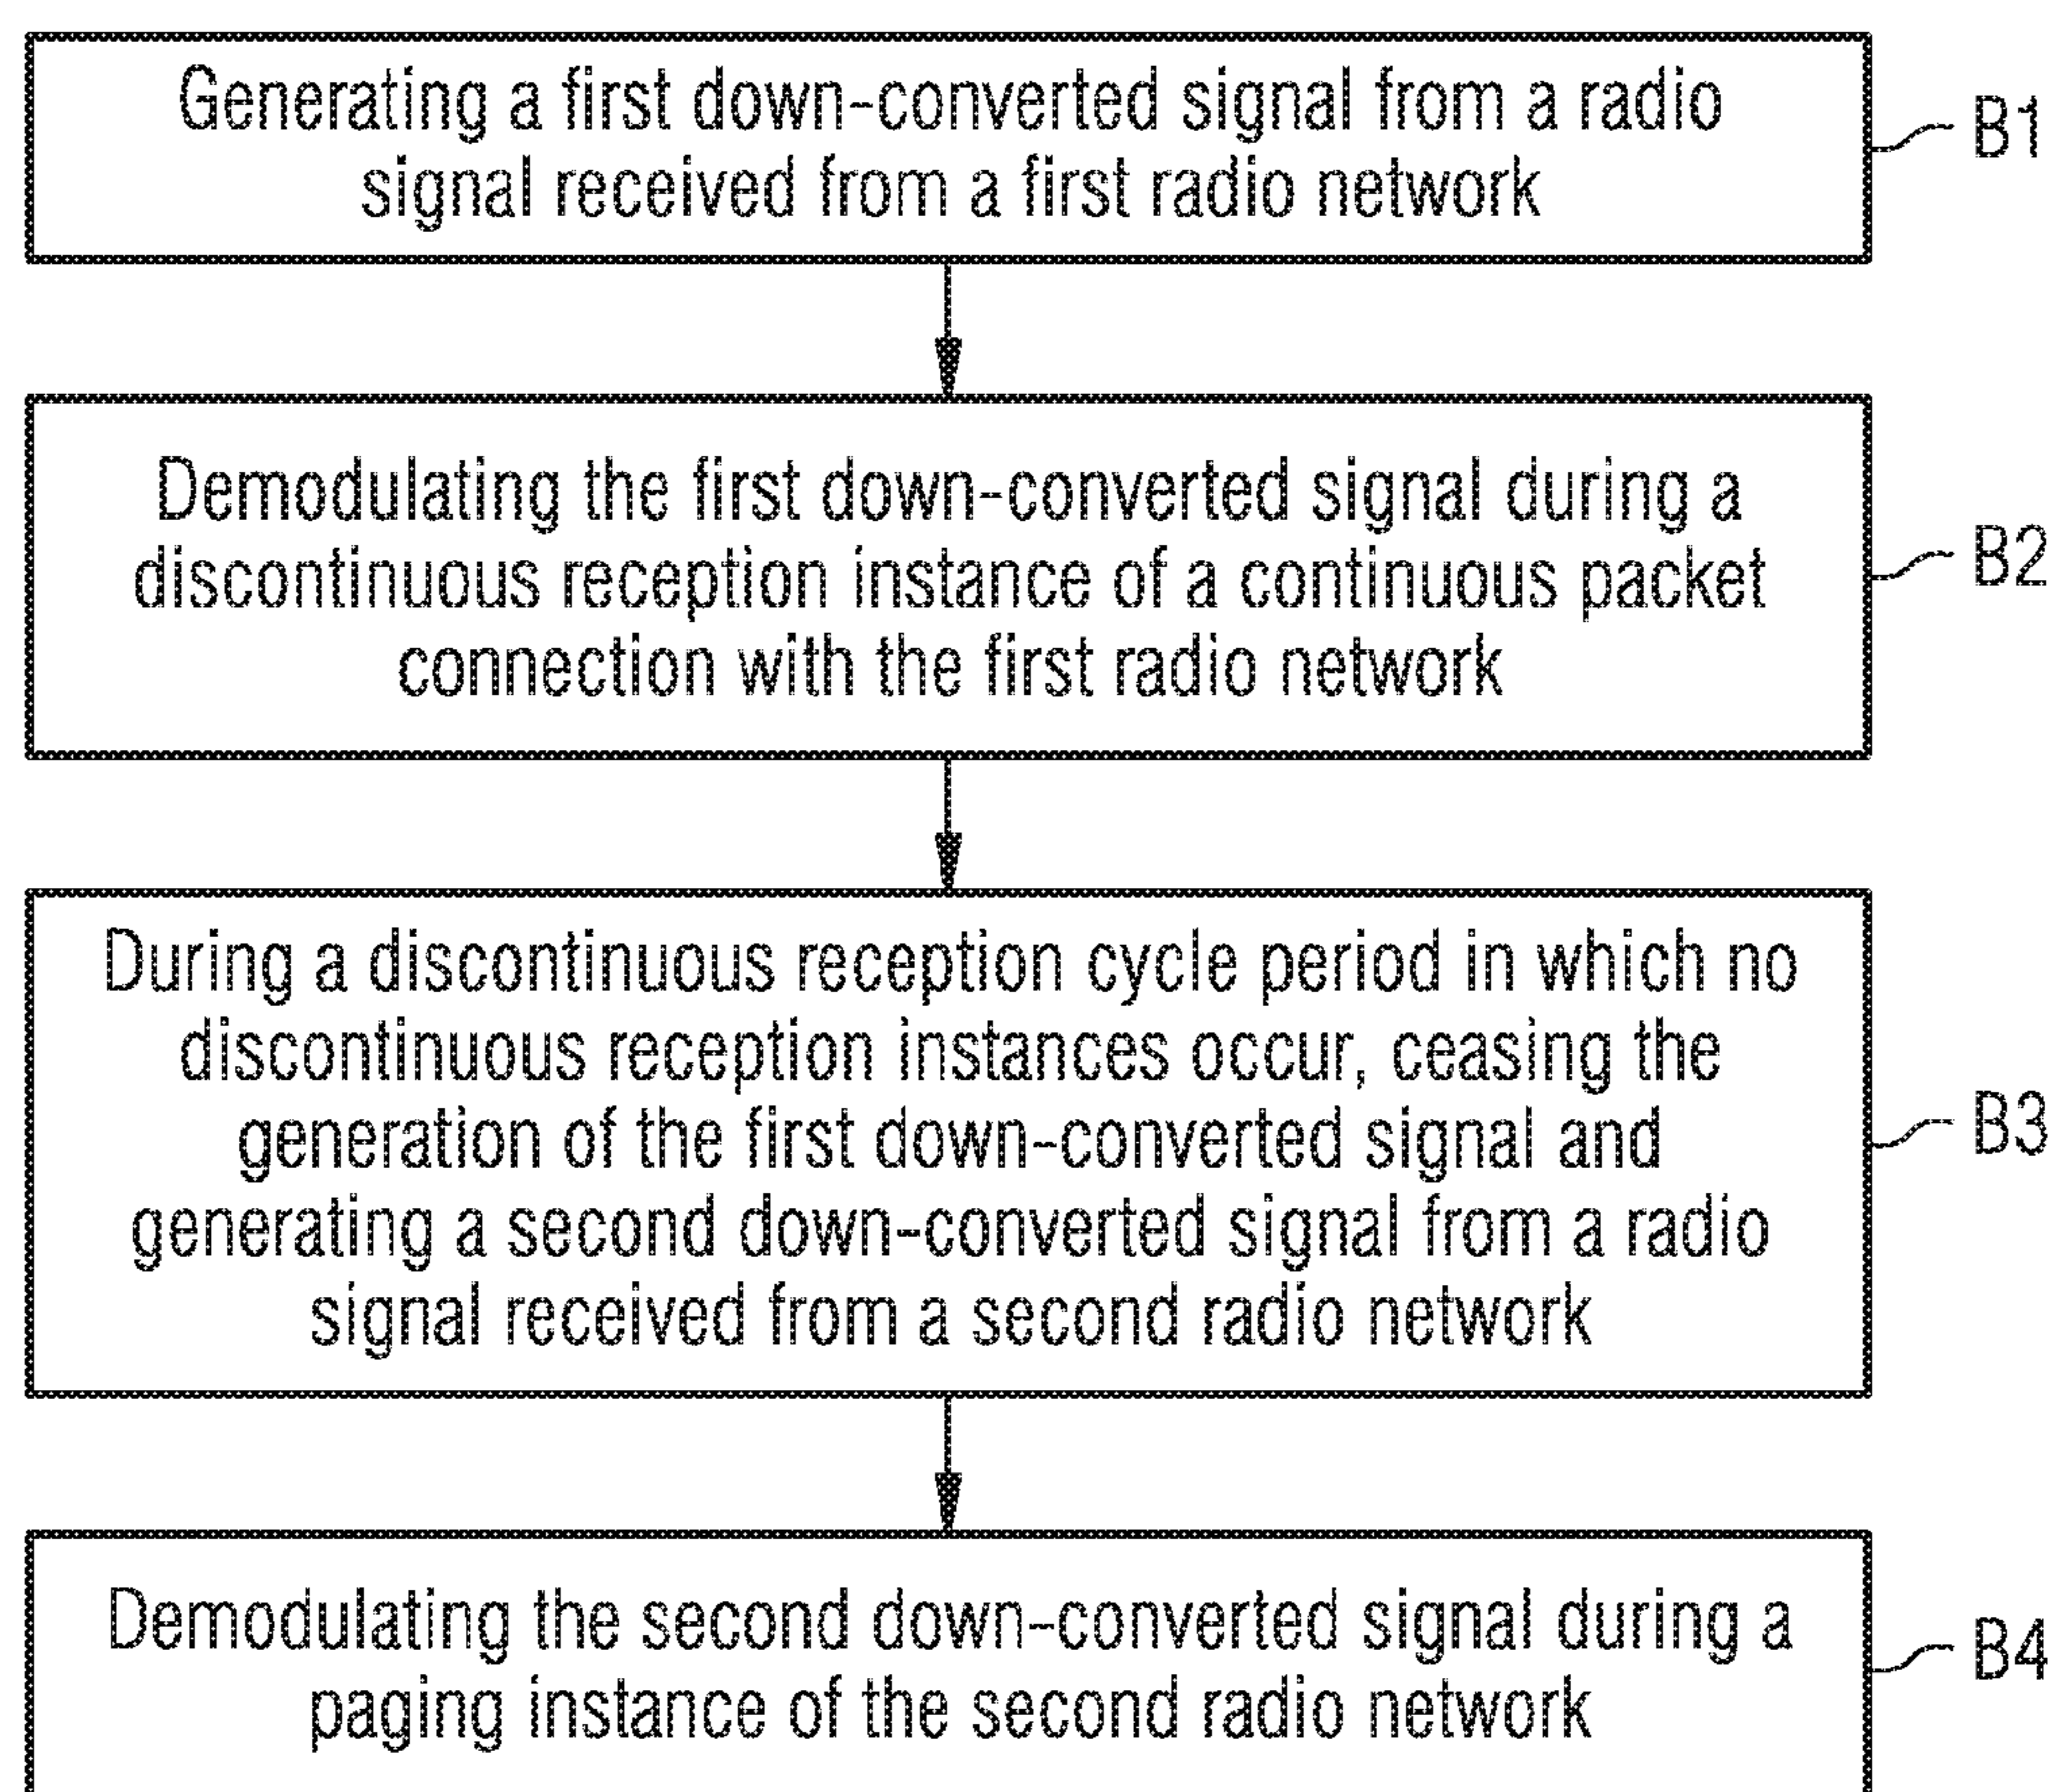 Generating a first down-converted signal from a radio
signal received from a first radio network
B1
Demodulating the first down-converted signal during a
discontinuous reception instance of a continuous packet
connection with the first radio network
B2
During a discontinuous reception cycle period in which no
discontinuous reception instances occur, ceasing the
generation of the first down-converted signal and
generating a second down-converted signal from a radio
signal received from a second radio network
B3
Demodulating the second down-converted signal during a
paging instance of the second radio network
B4